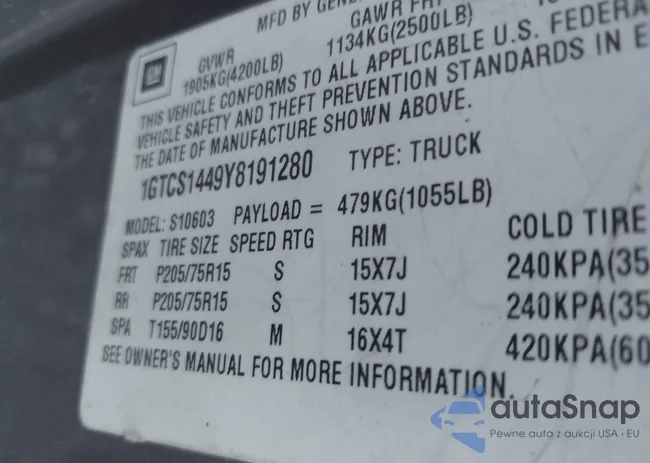 MFD BY GENE
GVWR
GAWR FRT
1905KG(4200LB)
1134KG(2500LB)
THIS VEHICLE CONFORMS TO ALL APPLICABLE U.S. FEDERA
VEHICLE SAFETY AND THEFT PREVENTION STANDARDS IN E
THE DATE OF MANUFACTURE SHOWN ABOVE.
1GTCS1449Y8191280 TYPE: TRUCK
MODEL: S10603 PAYLOAD = 479KG(1055LB)
SPAX TIRE SIZE SPEED RTG RIM COLD TIRE
FRT P205/75R15 S 15X7J 240KPA(35
RR P205/75R15 S 15X7J 240KPA(35
SPA T155/90D16 M 16X4T 420KPA(60
SEE OWNER'S MANUAL FOR MORE INFORMATION.
GM
autaSnap
Pewne auta z aukcji USA i EU